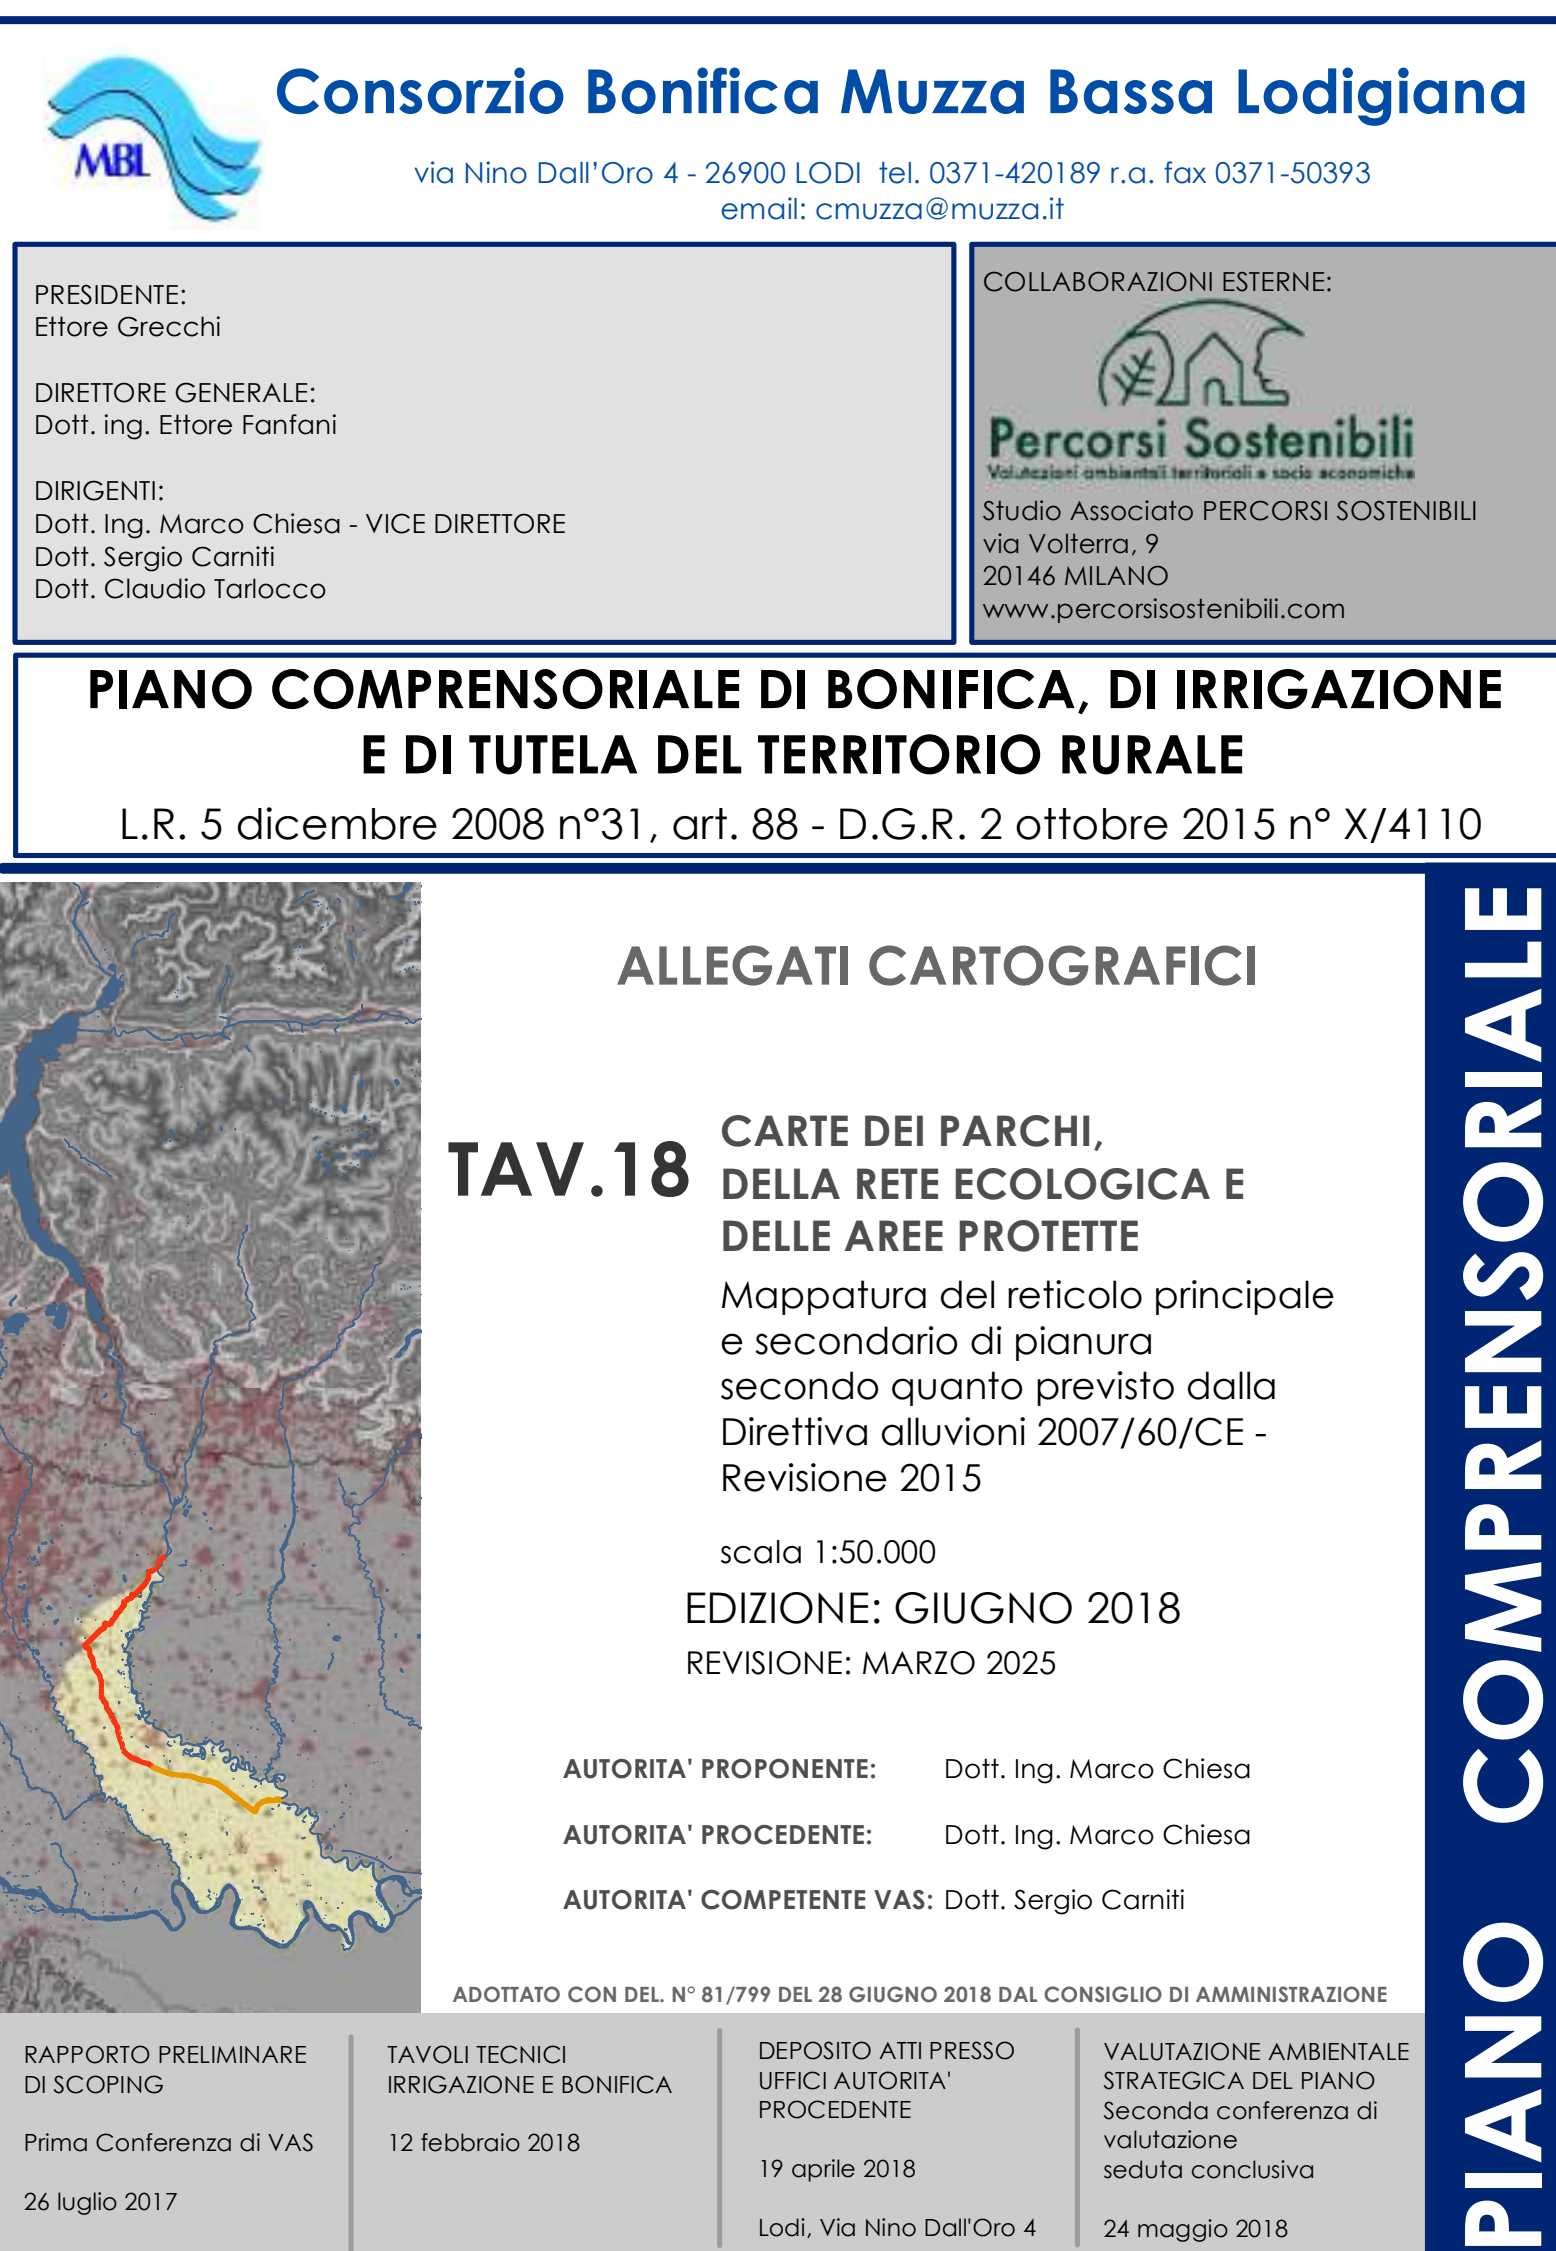 MBL
Consorzio Bonifica Muzza Bassa Lodigiana
via Nino Dall'Oro 4 - 26900 LODI  tel. 0371-420189 r.a. fax 0371-50393
email: cmuzza@muzza.it
PRESIDENTE:
Ettore Grecchi
DIRETTORE GENERALE:
Dott. ing. Ettore Fanfani
DIRIGENTI:
Dott. Ing. Marco Chiesa - VICE DIRETTORE
Dott. Sergio Carniti
Dott. Claudio Tarlocco
COLLABORAZIONI ESTERNE:
Percorsi Sostenibili
Valutazioni ambientali territoriali e socio economiche
Studio Associato PERCORSI SOSTENIBILI
via Volterra, 9
20146 MILANO
www.percorsisostenibili.com
PIANO COMPRENSORIALE DI BONIFICA, DI IRRIGAZIONE
E DI TUTELA DEL TERRITORIO RURALE
L.R. 5 dicembre 2008 n°31, art. 88 - D.G.R. 2 ottobre 2015 n° X/4110
ALLEGATI CARTOGRAFICI
TAV.18
CARTE DEI PARCHI,
DELLA RETE ECOLOGICA E
DELLE AREE PROTETTE
Mappatura del reticolo principale
e secondario di pianura
secondo quanto previsto dalla
Direttiva alluvioni 2007/60/CE -
Revisione 2015
scala 1:50.000
EDIZIONE: GIUGNO 2018
REVISIONE: MARZO 2025
AUTORITA' PROPONENTE: Dott. Ing. Marco Chiesa
AUTORITA' PROCEDENTE: Dott. Ing. Marco Chiesa
AUTORITA' COMPETENTE VAS: Dott. Sergio Carniti
ADOTTATO CON DEL. N° 81/799 DEL 28 GIUGNO 2018 DAL CONSIGLIO DI AMMINISTRAZIONE
PIANO COMPRENSORIALE
RAPPORTO PRELIMINARE
DI SCOPING
Prima Conferenza di VAS
26 luglio 2017
TAVOLI TECNICI
IRRIGAZIONE E BONIFICA
12 febbraio 2018
DEPOSITO ATTI PRESSO
UFFICI AUTORITA'
PROCEDENTE
19 aprile 2018
Lodi, Via Nino Dall'Oro 4
VALUTAZIONE AMBIENTALE
STRATEGICA DEL PIANO
Seconda conferenza di
valutazione
seduta conclusiva
24 maggio 2018